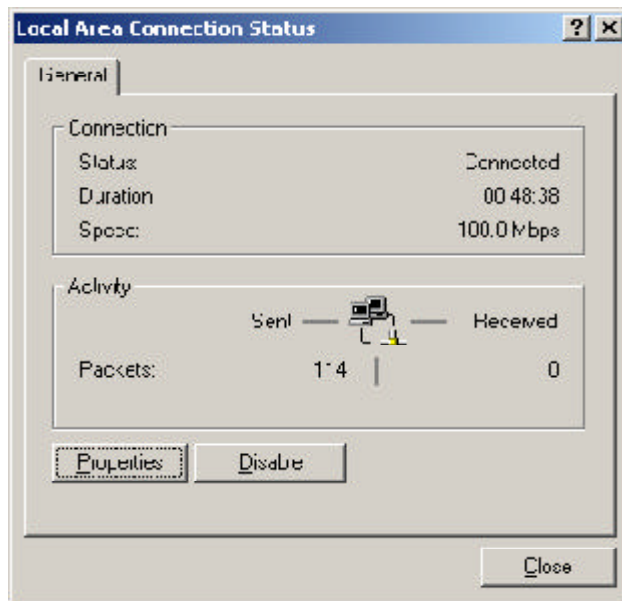 Local Area Connection Status
General
Connection
Status: Connected
Duration: 00:48:38
Speed: 100.0 Mbps
Activity
Sent Received
Packets: 114 0
Properties Disable
Close